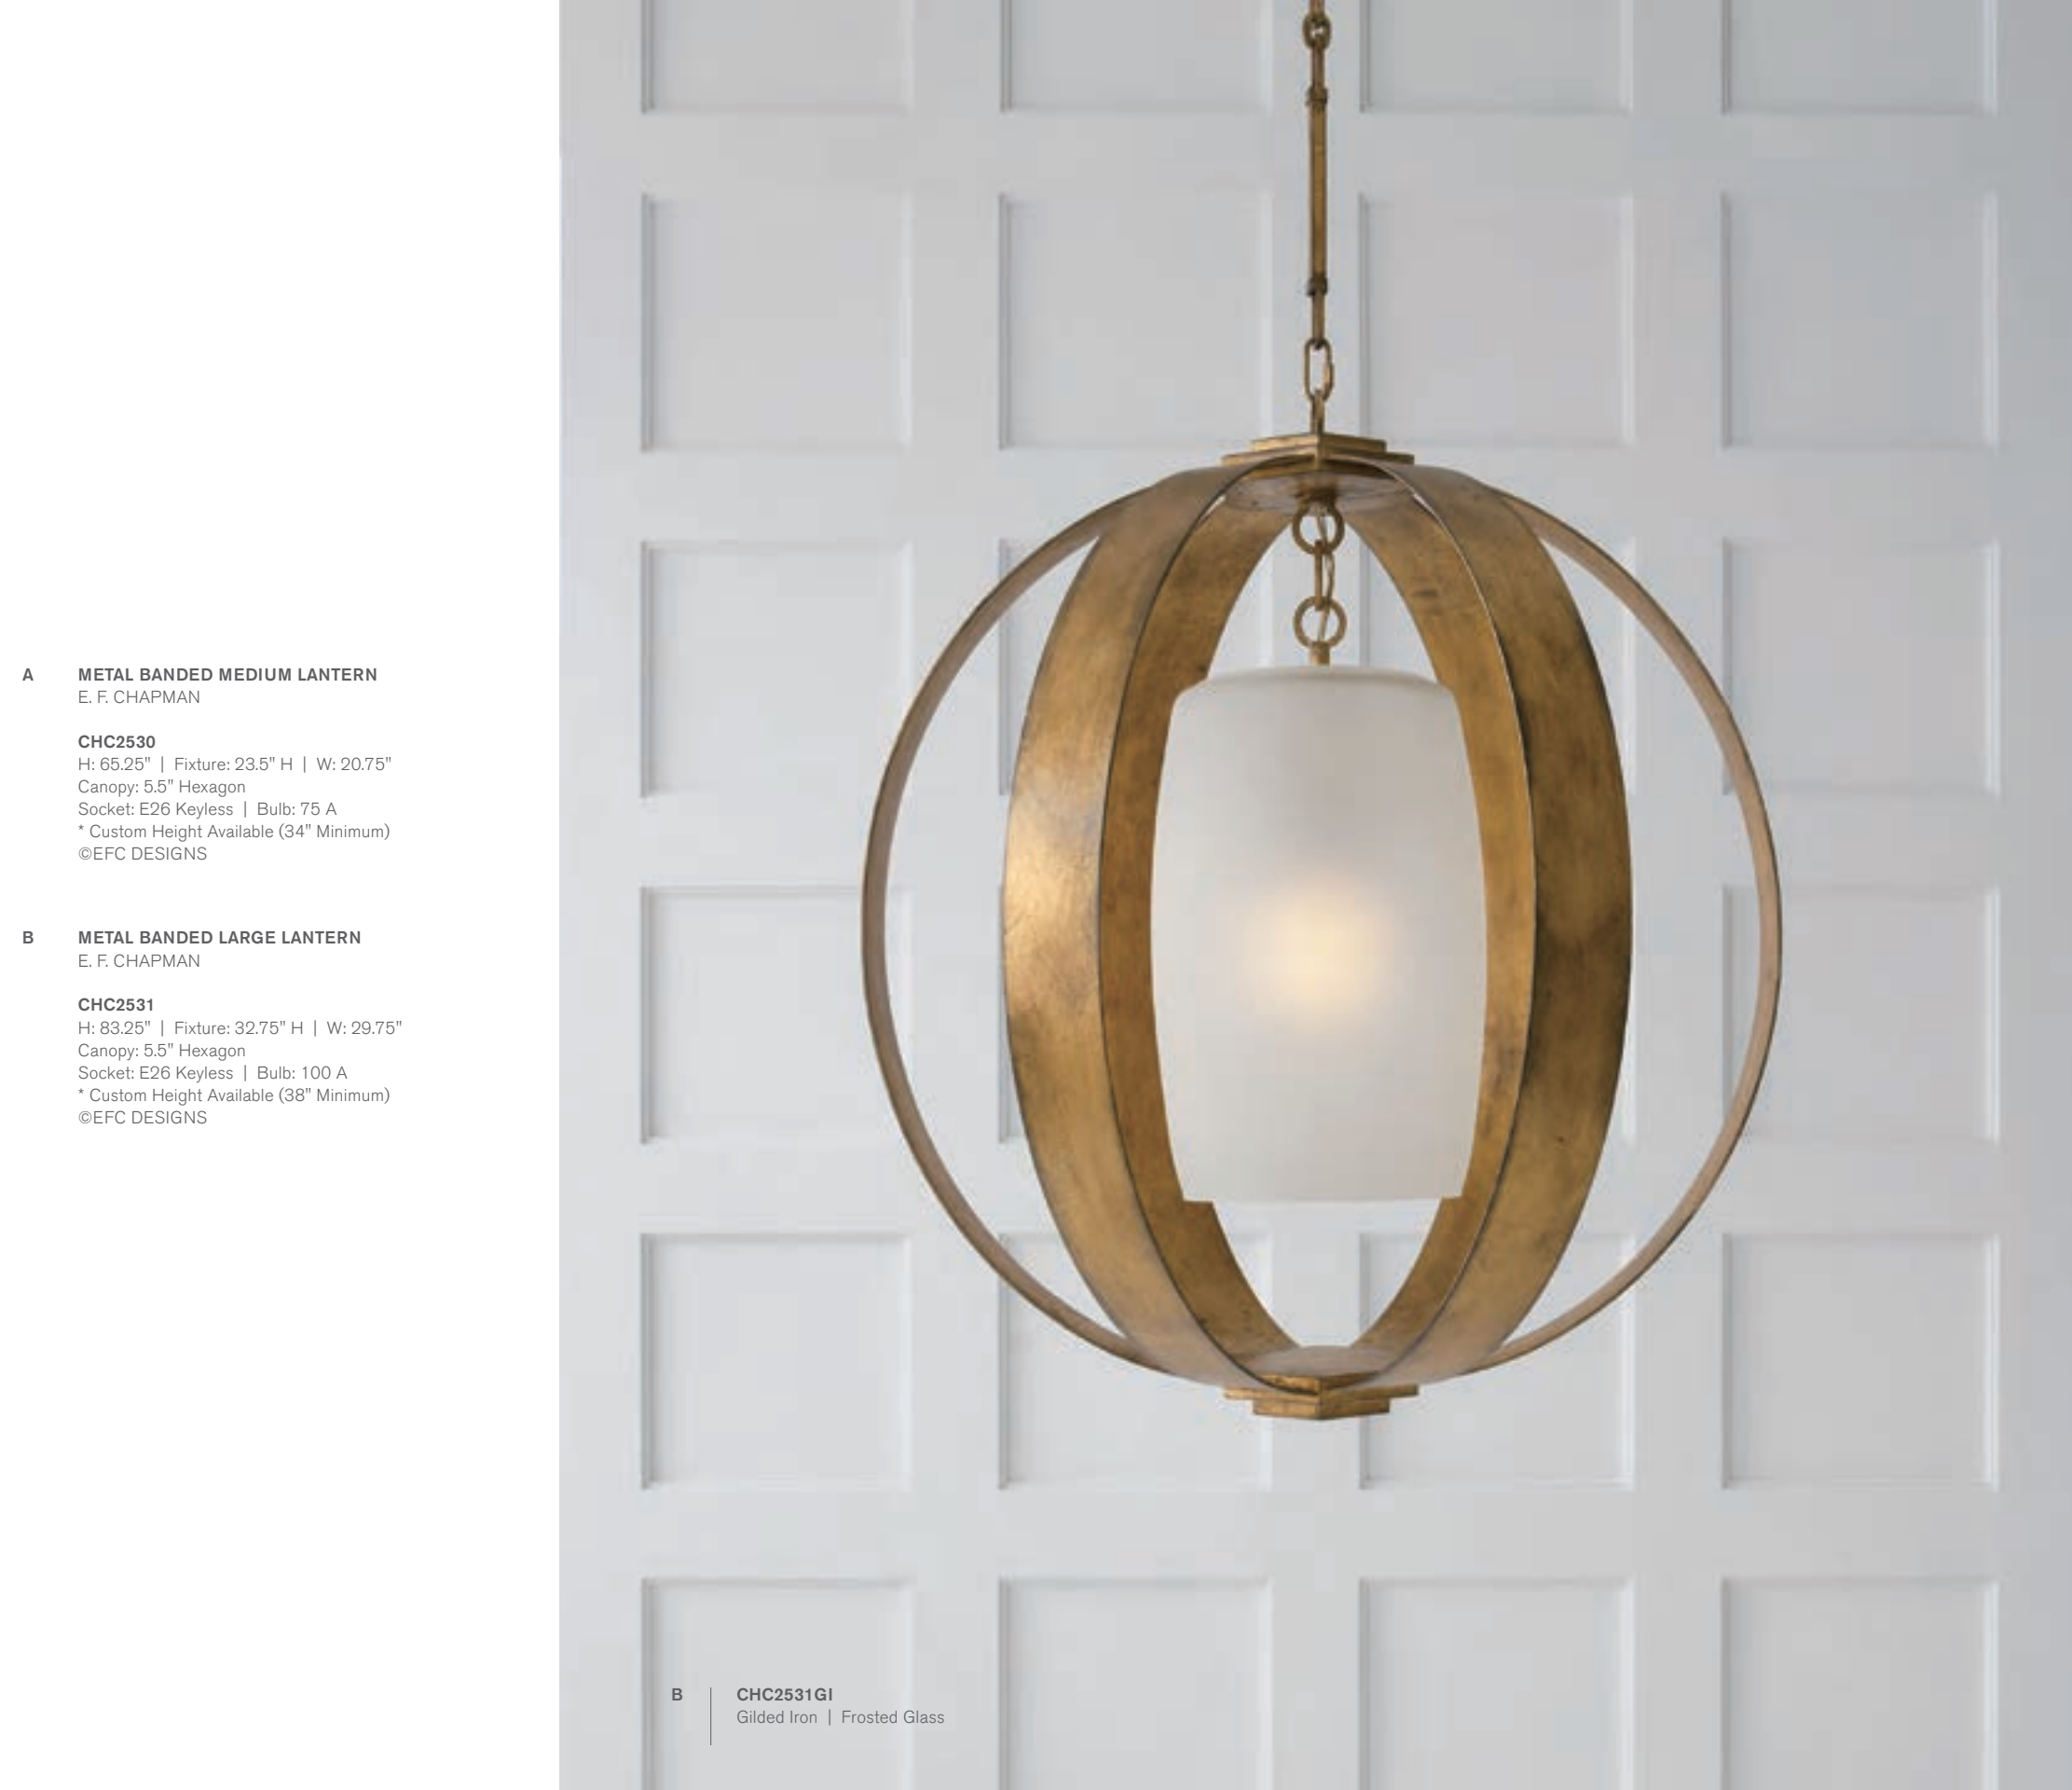 A METAL BANDED MEDIUM LANTERN
E. F. CHAPMAN
CHC2530
H: 65.25" | Fixture: 23.5" H | W: 20.75"
Canopy: 5.5" Hexagon
Socket: E26 Keyless | Bulb: 75 A
* Custom Height Available (34" Minimum)
©EFC DESIGNS
B METAL BANDED LARGE LANTERN
E. F. CHAPMAN
CHC2531
H: 83.25" | Fixture: 32.75" H | W: 29.75"
Canopy: 5.5" Hexagon
Socket: E26 Keyless | Bulb: 100 A
* Custom Height Available (38" Minimum)
©EFC DESIGNS
B | CHC2531GI
Gilded Iron | Frosted Glass